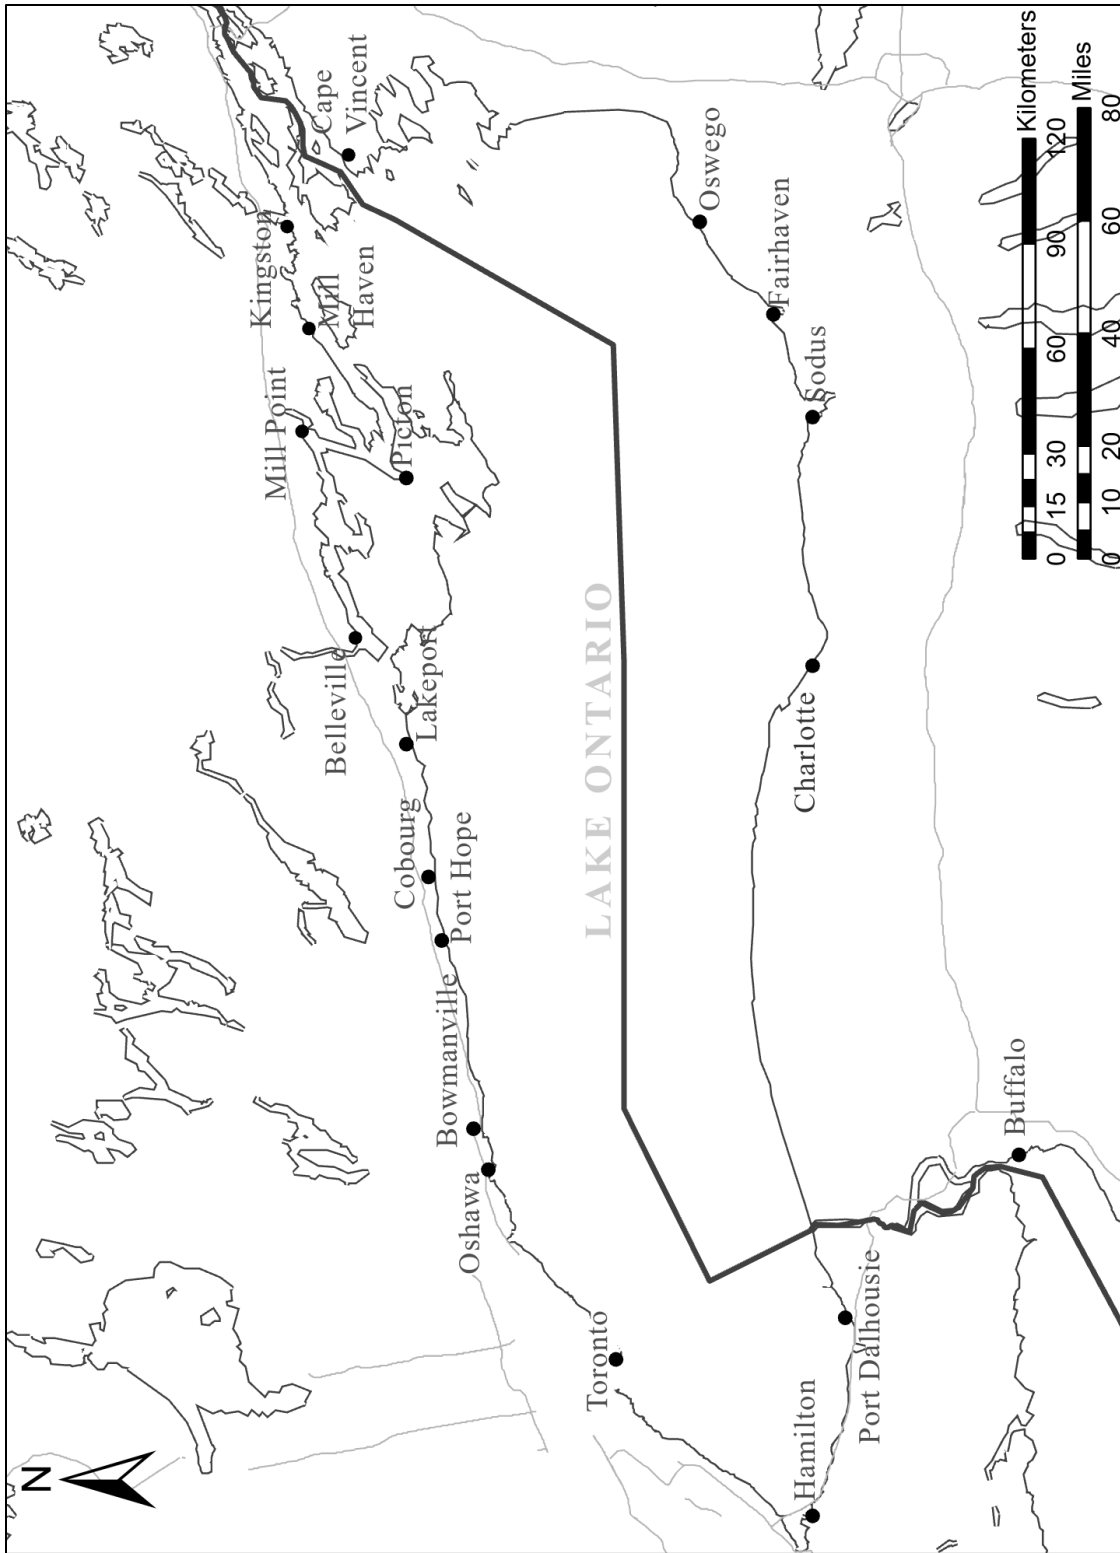 N
Kingston
Cape
Vincent
Mill
Haven
Mill Point
Picton
Belleville
Lakeport
Cobourg
Port Hope
Bowmanville
Oshawa
Toronto
Hamilton
Port Dalhousie
Buffalo
LAKE ONTARIO
Charlotte
Sodus
Fairhaven
Oswego
0 15 30 60 90 120
Kilometers
Miles
0 10 20 40 60 80